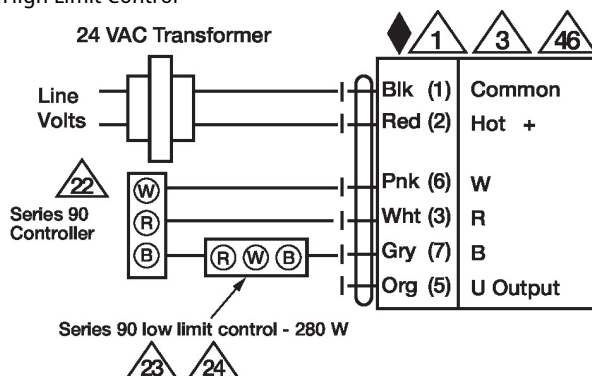 High Limit Control
24 VAC Transformer
1 3 46
Line
Volts
Blk (1) Common
Red (2) Hot +
22
Series 90
Controller
W
R
B
R W B
Pnk (6) W
Wht (3) R
Gry (7) B
Org (5) U Output
Series 90 low limit control - 280 W
23 24